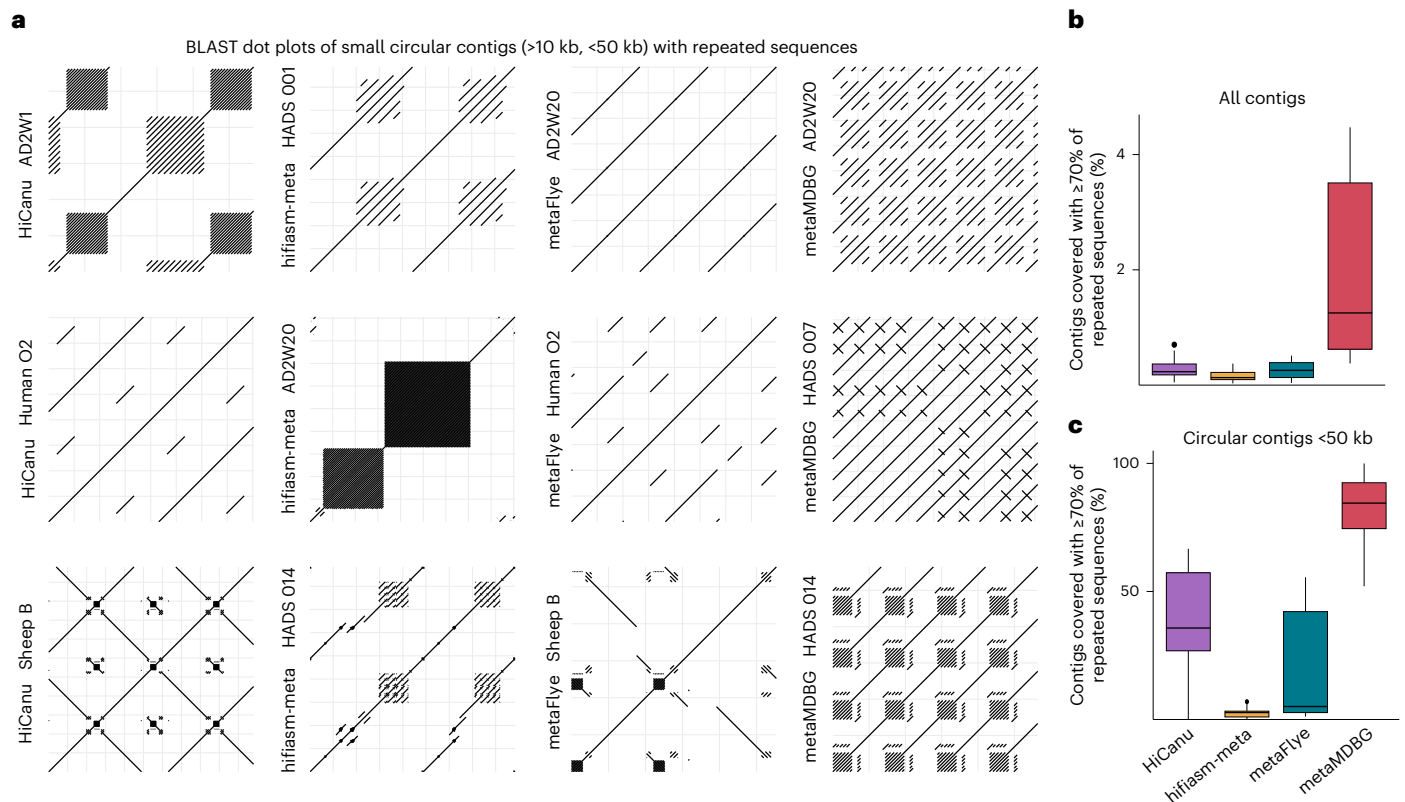 a
BLAST dot plots of small circular contigs (>10 kb, <50 kb) with repeated sequences
HiCanu AD2W1
hifiasm-meta HADS 001
metaFlye AD2W20
metaMDBG AD2W20
HiCanu Human O2
hifiasm-meta AD2W20
metaFlye Human O2
metaMDBG HADS 007
HiCanu Sheep B
hifiasm-meta HADS 014
metaFlye Sheep B
metaMDBG HADS 014
b
All contigs
Contigs covered with ≥70% of
repeated sequences (%)
4
2
c
Circular contigs <50 kb
Contigs covered with ≥70% of
repeated sequences (%)
100
50
HiCanu
hifiasm-meta
metaFlye
metaMDBG